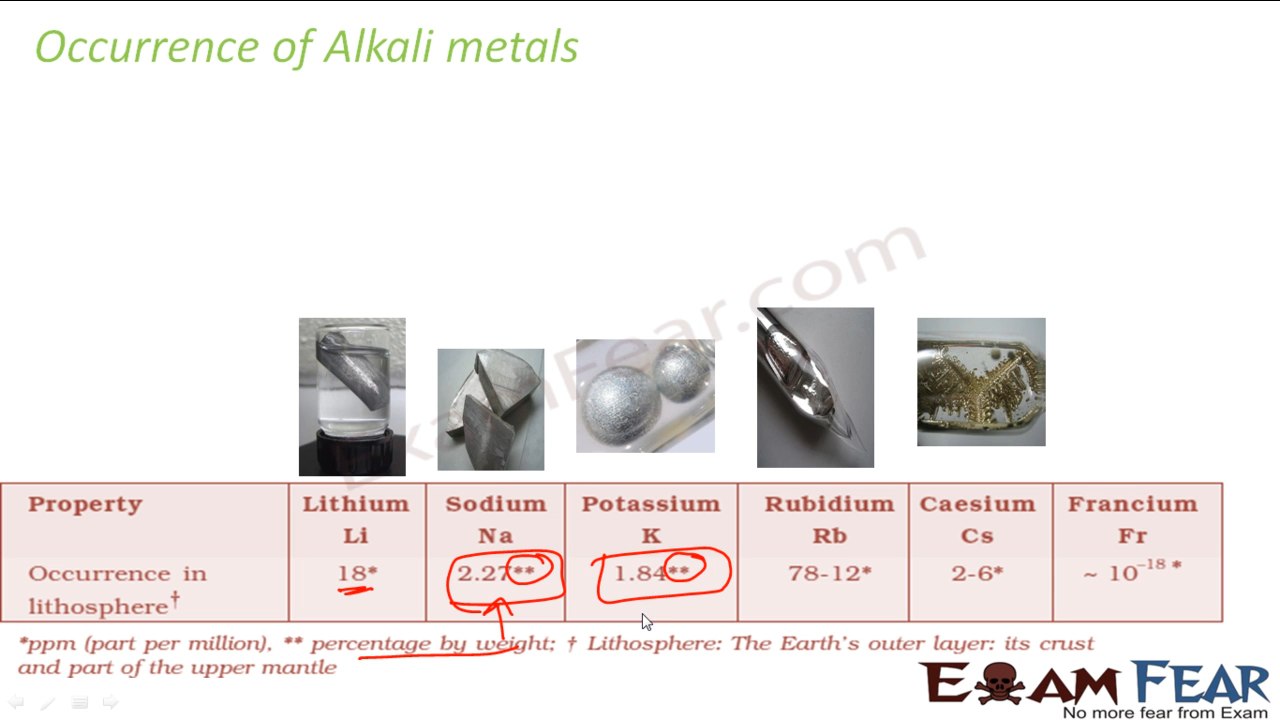 Occurrence of Alkali metals
ExamFear.com
Property Lithium Sodium Potassium Rubidium Caesium Francium
Li Na K Rb Cs Fr
Occurrence in 18* 2.27** 1.84** 78-12* 2-6* ~ 10⁻¹⁸ *
lithosphere†
*ppm (part per million), ** percentage by weight; † Lithosphere: The Earth's outer layer: its crust
and part of the upper mantle
EXAM FEAR
No more fear from Exam